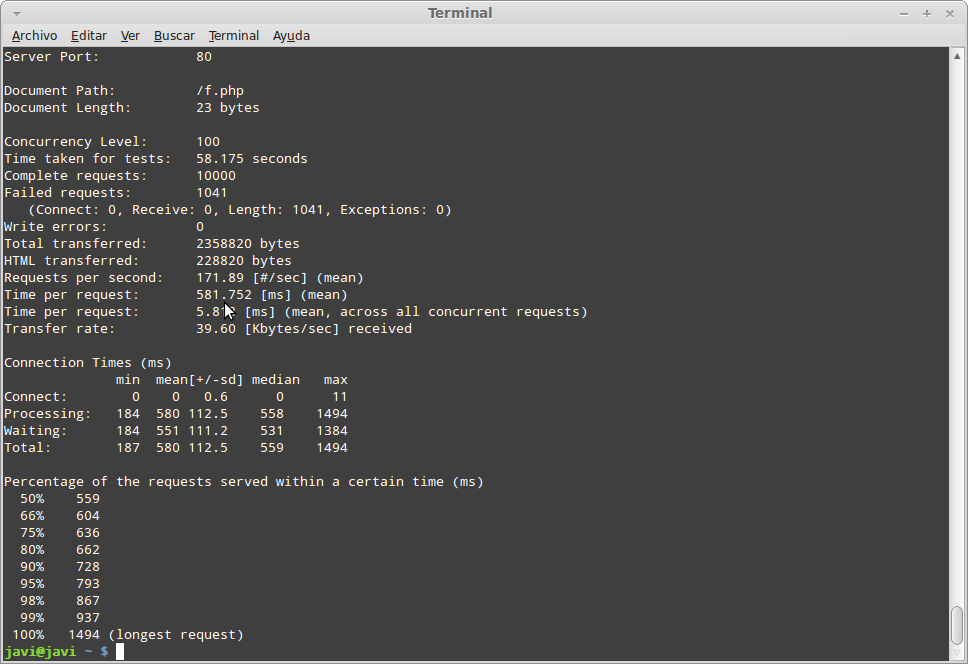 Terminal
Archivo Editar Ver Buscar Terminal Ayuda
Server Port:            80
Document Path:          /f.php
Document Length:        23 bytes
Concurrency Level:      100
Time taken for tests:   58.175 seconds
Complete requests:      10000
Failed requests:        1041
   (Connect: 0, Receive: 0, Length: 1041, Exceptions: 0)
Write errors:           0
Total transferred:      2358820 bytes
HTML transferred:       228820 bytes
Requests per second:    171.89 [#/sec] (mean)
Time per request:       581.752 [ms] (mean)
Time per request:       [ms] (mean, across all concurrent requests)
Transfer rate:          39.60 [Kbytes/sec] received
Connection Times (ms)
              min  mean[+/-sd] median   max
Connect:        0    0   0.6      0      11
Processing:   184  580 112.5    558    1494
Waiting:      184  551 111.2    531    1384
Total:        187  580 112.5    559    1494
Percentage of the requests served within a certain time (ms)
  50%    559
  66%    604
  75%    636
  80%    662
  90%    728
  95%    793
  98%    867
  99%    937
 100%   1494 (longest request)
javi@javi ~ $